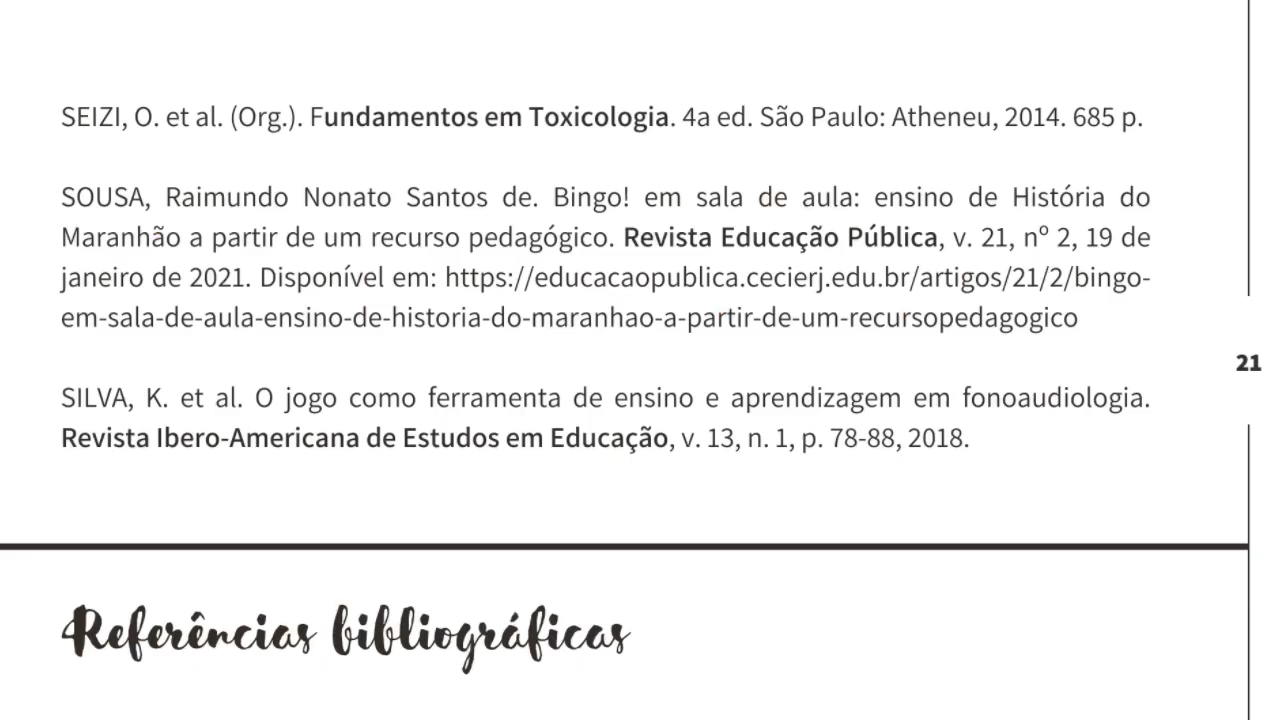 SEIZI, O. et al. (Org.). Fundamentos em Toxicologia. 4a ed. São Paulo: Atheneu, 2014. 685 p.
SOUSA, Raimundo Nonato Santos de. Bingo! em sala de aula: ensino de História do
Maranhão a partir de um recurso pedagógico. Revista Educação Pública, v. 21, nº 2, 19 de
janeiro de 2021. Disponível em: https://educacaopublica.cecierj.edu.br/artigos/21/2/bingo-
em-sala-de-aula-ensino-de-historia-do-maranhao-a-partir-de-um-recursopedagogico
21
SILVA, K. et al. O jogo como ferramenta de ensino e aprendizagem em fonoaudiologia.
Revista Ibero-Americana de Estudos em Educação, v. 13, n. 1, p. 78-88, 2018.
Referências bibliográficas